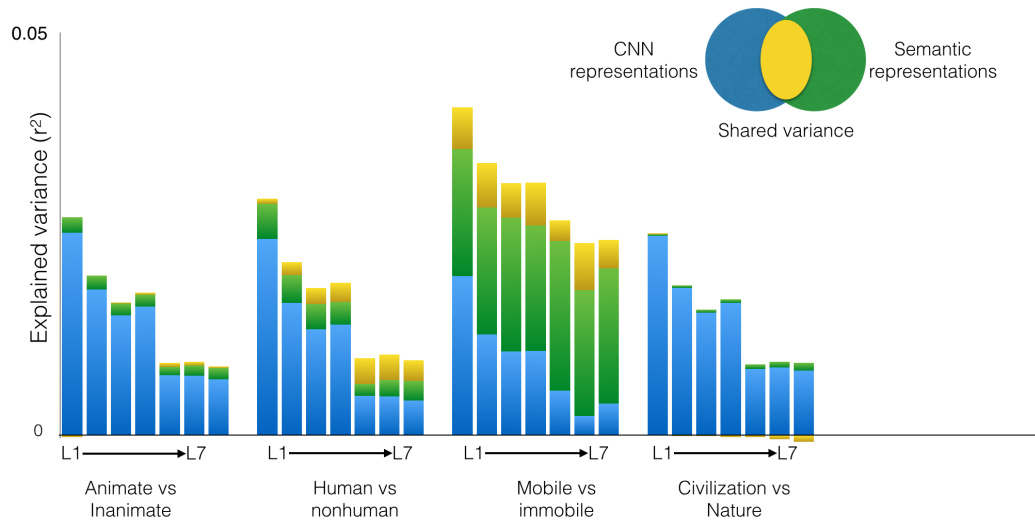 0.05
CNN
representations
Semantic
representations
Shared variance
Explained variance (r²)
0
L1 L7
L1 L7
L1 L7
L1 L7
Animate vs
Inanimate
Human vs
nonhuman
Mobile vs
immobile
Civilization vs
Nature